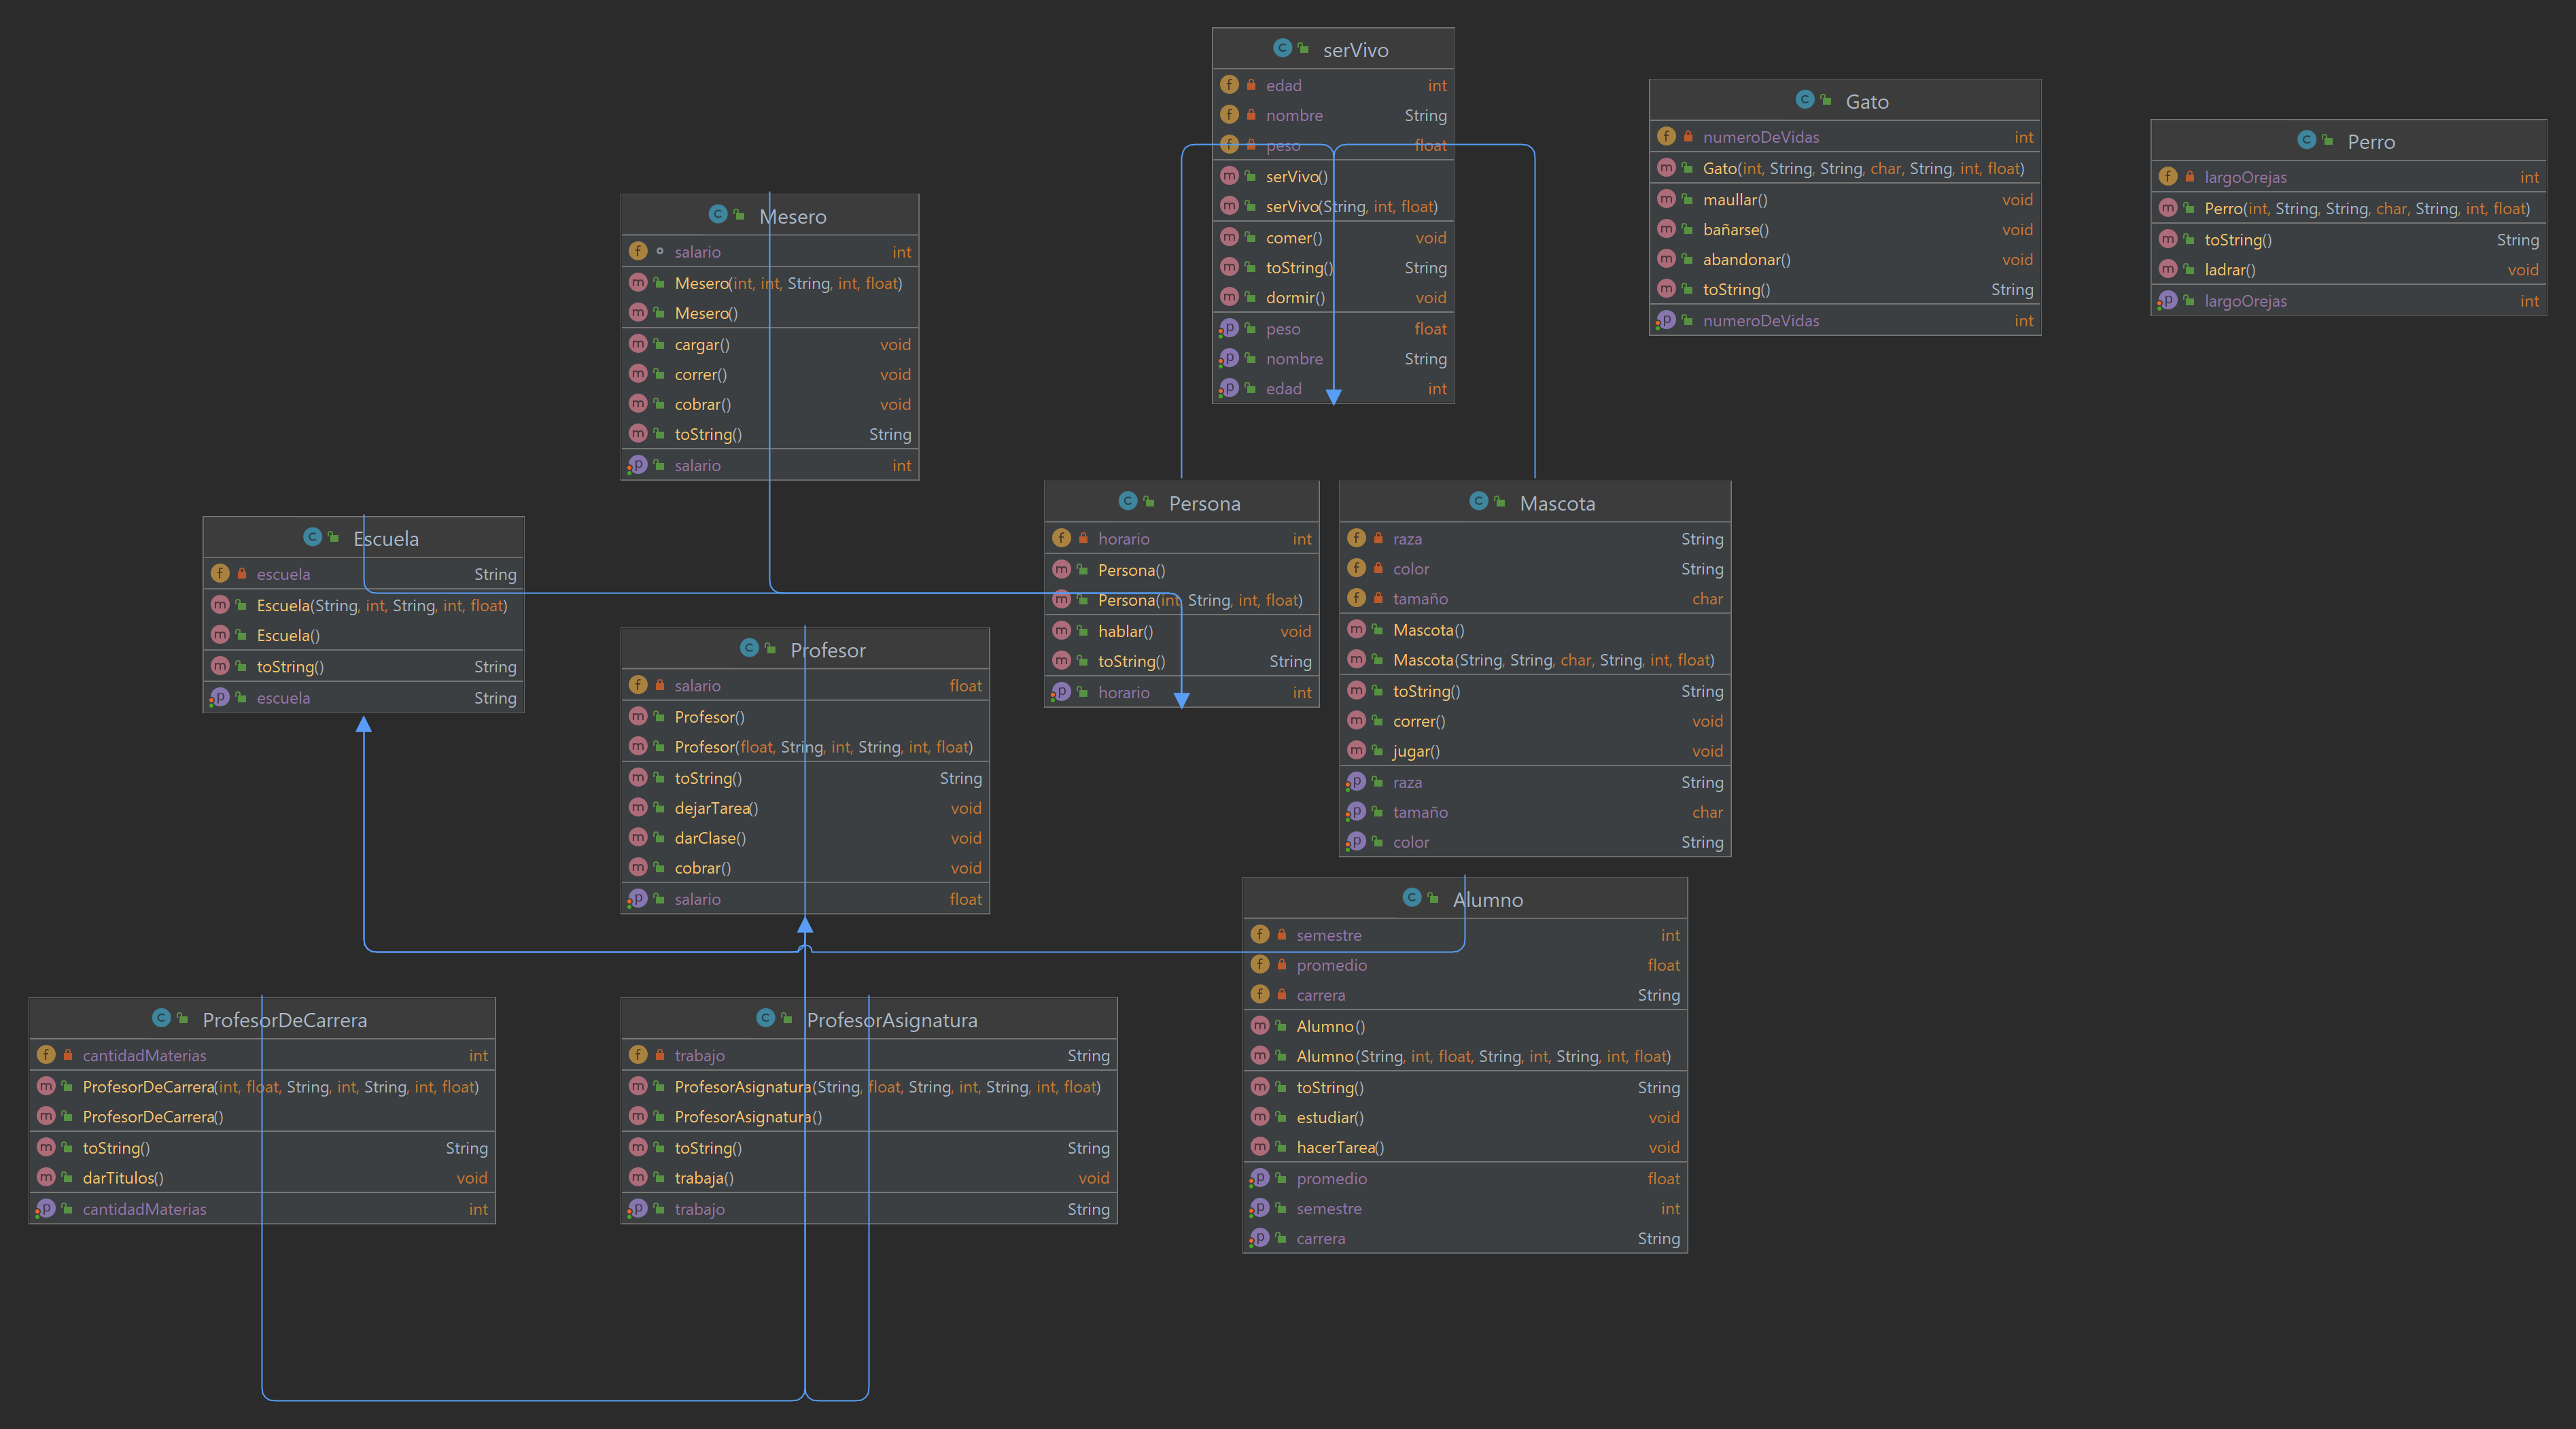 serVivo
edad int
nombre String
peso float
serVivo()
serVivo(String, int, float)
comer() void
toString() String
dormir() void
peso float
nombre String
edad int
Gato
numeroDeVidas int
Gato(int, String, String, char, String, int, float)
maullar() void
bañarse() void
abandonar() void
toString() String
numeroDeVidas int
Perro
largoOrejas int
Perro(int, String, String, char, String, int, float)
toString() String
ladrar() void
largoOrejas int
Mesero
salario int
Mesero(int, int, String, int, float)
Mesero()
cargar() void
correr() void
cobrar() void
toString() String
salario int
Escuela
escuela String
Escuela(String, int, String, int, float)
Escuela()
toString() String
escuela String
Persona
horario int
Persona()
Persona(int, String, int, float)
hablar() void
toString() String
horario int
Mascota
raza String
color String
tamaño char
Mascota()
Mascota(String, String, char, String, int, float)
toString() String
correr() void
jugar() void
raza String
tamaño char
color String
Profesor
salario float
Profesor()
Profesor(float, String, int, String, int, float)
toString() String
dejarTarea() void
darClase() void
cobrar() void
salario float
Alumno
semestre int
promedio float
carrera String
Alumno()
Alumno(String, int, float, String, int, String, int, float)
toString() String
estudiar() void
hacerTarea() void
promedio float
semestre int
carrera String
ProfesorDeCarrera
cantidadMaterias int
ProfesorDeCarrera(int, float, String, int, String, int, float)
ProfesorDeCarrera()
toString() String
darTitulos() void
cantidadMaterias int
ProfesorAsignatura
trabajo String
ProfesorAsignatura(String, float, String, int, String, int, float)
ProfesorAsignatura()
toString() String
trabaja() void
trabajo String